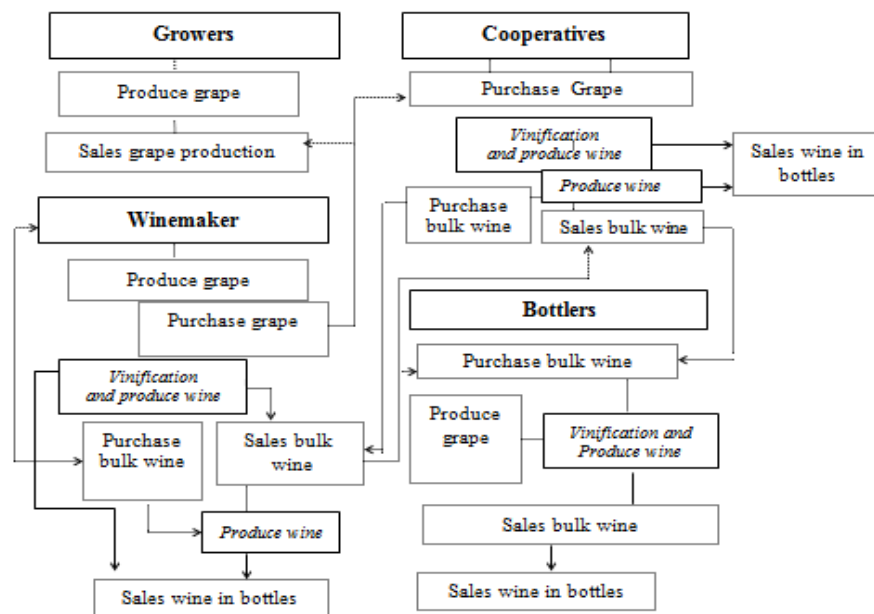 Growers
Produce grape
Sales grape production
Winemaker
Produce grape
Purchase grape
Vinification
and produce wine
Purchase
bulk wine
Sales bulk
wine
Produce wine
Sales wine in bottles
Cooperatives
Purchase Grape
Vinification
and produce wine
Produce wine
Sales wine in
bottles
Purchase
bulk wine
Sales bulk wine
Bottlers
Purchase bulk wine
Produce
grape
Vinification and
Produce wine
Sales bulk wine
Sales wine in bottles